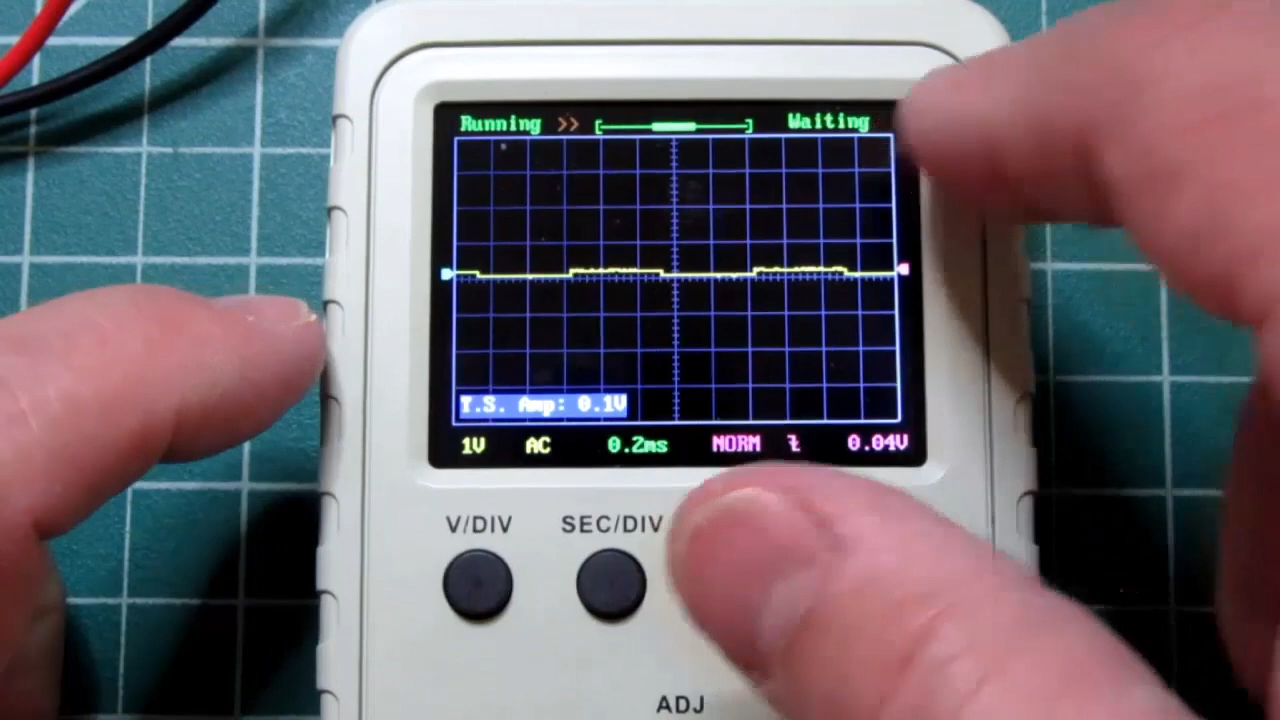 Running >> Waiting
T.S. Amp: 0.1V
1V AC 0.2ms NORM 0.04V
V/DIV SEC/DIV
ADJ